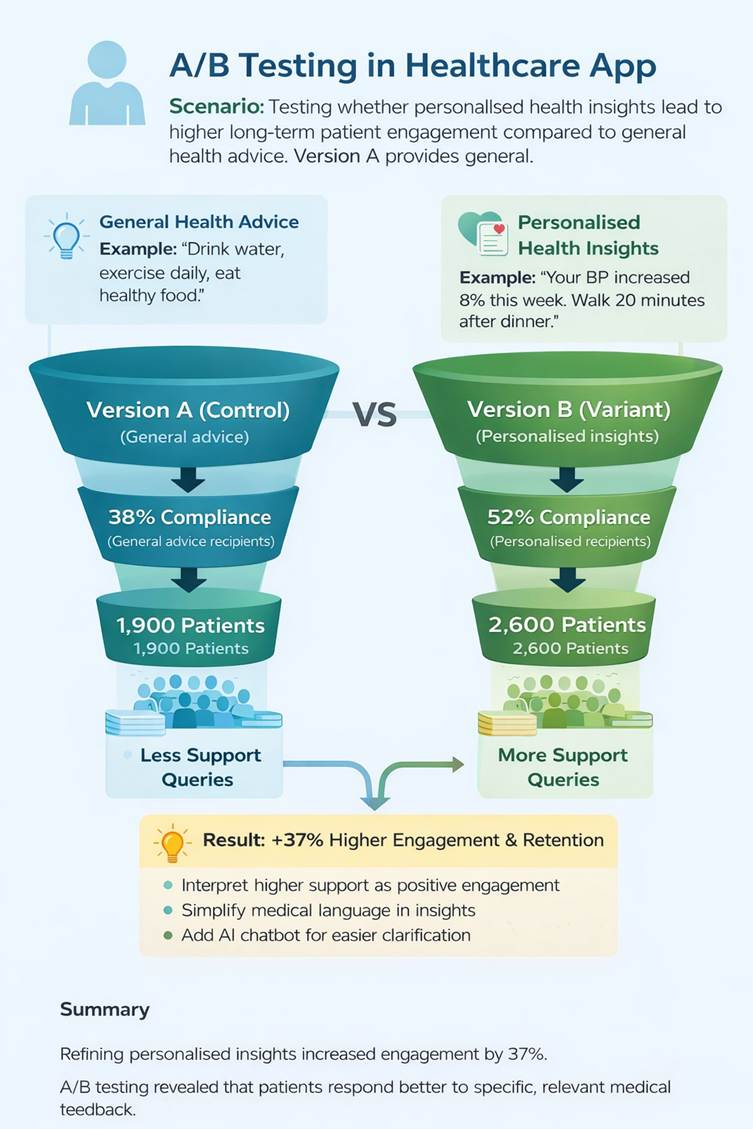 A/B Testing in Healthcare App
Scenario: Testing whether personalised health insights lead to
higher long-term patient engagement compared to general
health advice. Version A provides general.
General Health Advice
Example: “Drink water,
exercise daily, eat
healthy food.”
Personalised
Health Insights
Example: “Your BP increased
8% this week. Walk 20 minutes
after dinner.”
Version A (Control)
(General advice)
VS
Version B (Variant)
(Personalised insights)
38% Compliance
(General advice recipients)
52% Compliance
(Personalised recipients)
1,900 Patients
1,900 Patients
2,600 Patients
2,600 Patients
Less Support
Queries
More Support
Queries
Result: +37% Higher Engagement & Retention
Interpret higher support as positive engagement
Simplify medical language in insights
Add AI chatbot for easier clarification
Summary
Refining personalised insights increased engagement by 37%.
A/B testing revealed that patients respond better to specific, relevant medical
teedback.